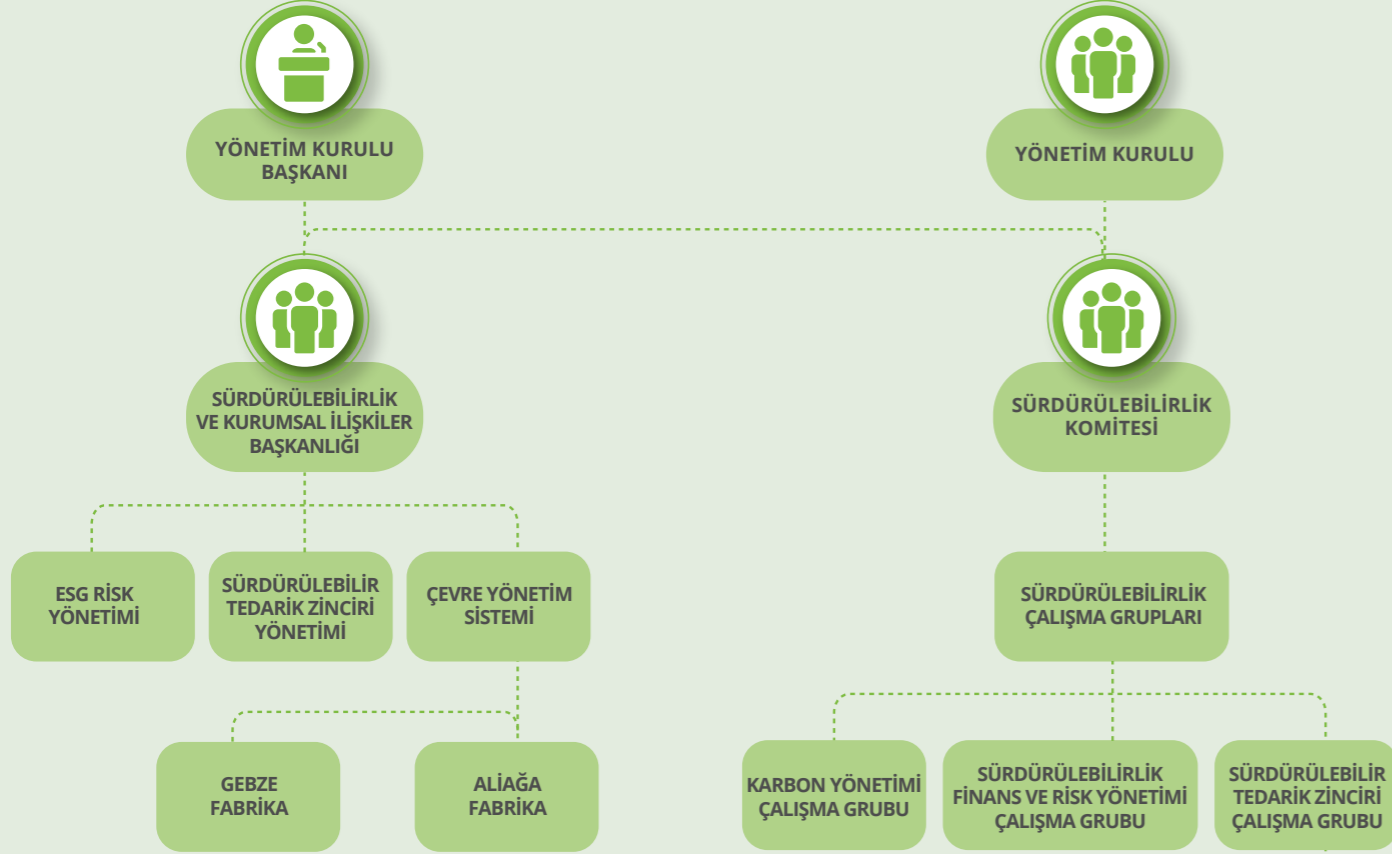 YÖNETİM KURULU
BAŞKANI
YÖNETİM KURULU
SÜRDÜRÜLEBİLİRLİK
VE KURUMSAL İLİŞKİLER
BAŞKANLIĞI
SÜRDÜRÜLEBİLİRLİK
KOMİTESİ
ESG RİSK
YÖNETİMİ
SÜRDÜRÜLEBİLİR
TEDARİK ZİNCİRİ
YÖNETİMİ
ÇEVRE YÖNETİM
SİSTEMİ
SÜRDÜRÜLEBİLİRLİK
ÇALIŞMA GRUPLARI
GEBZE
FABRİKA
ALİAĞA
FABRİKA
KARBON YÖNETİMİ
ÇALIŞMA GRUBU
SÜRDÜRÜLEBİLİRLİK
FİNANS VE RİSK YÖNETİMİ
ÇALIŞMA GRUBU
SÜRDÜRÜLEBİLİR
TEDARİK ZİNCİRİ
ÇALIŞMA GRUBU